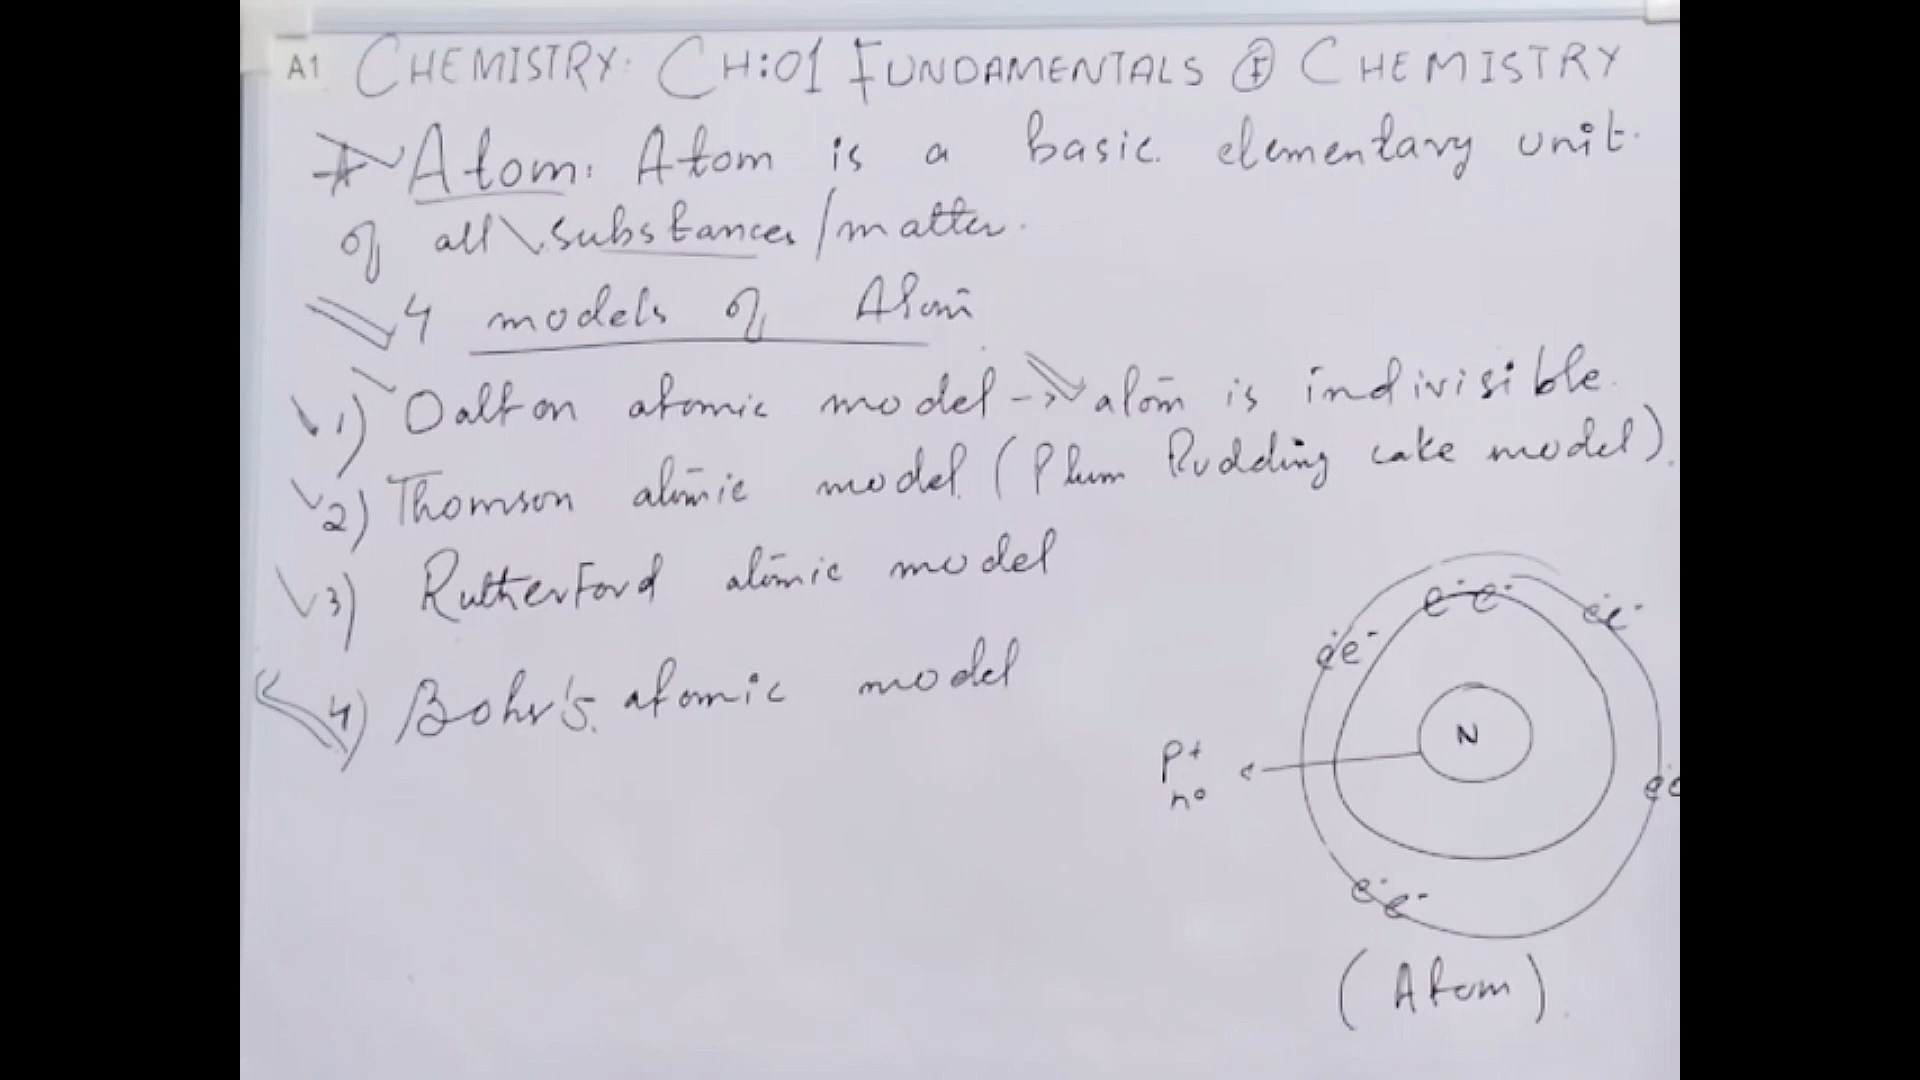 A1 CHEMISTRY: CH:01 FUNDAMENTALS OF CHEMISTRY
Atom: Atom is a basic elementary unit
of all substances/matter.
4 models of Atom
1) Dalton atomic model -> atom is indivisible.
2) Thomson atomic model (Plum Pudding cake model).
3) Rutherford atomic model
4) Bohr's atomic model
e- e-
e e-
e e-
N
P+
n°
e e
e- e-
(Atom)